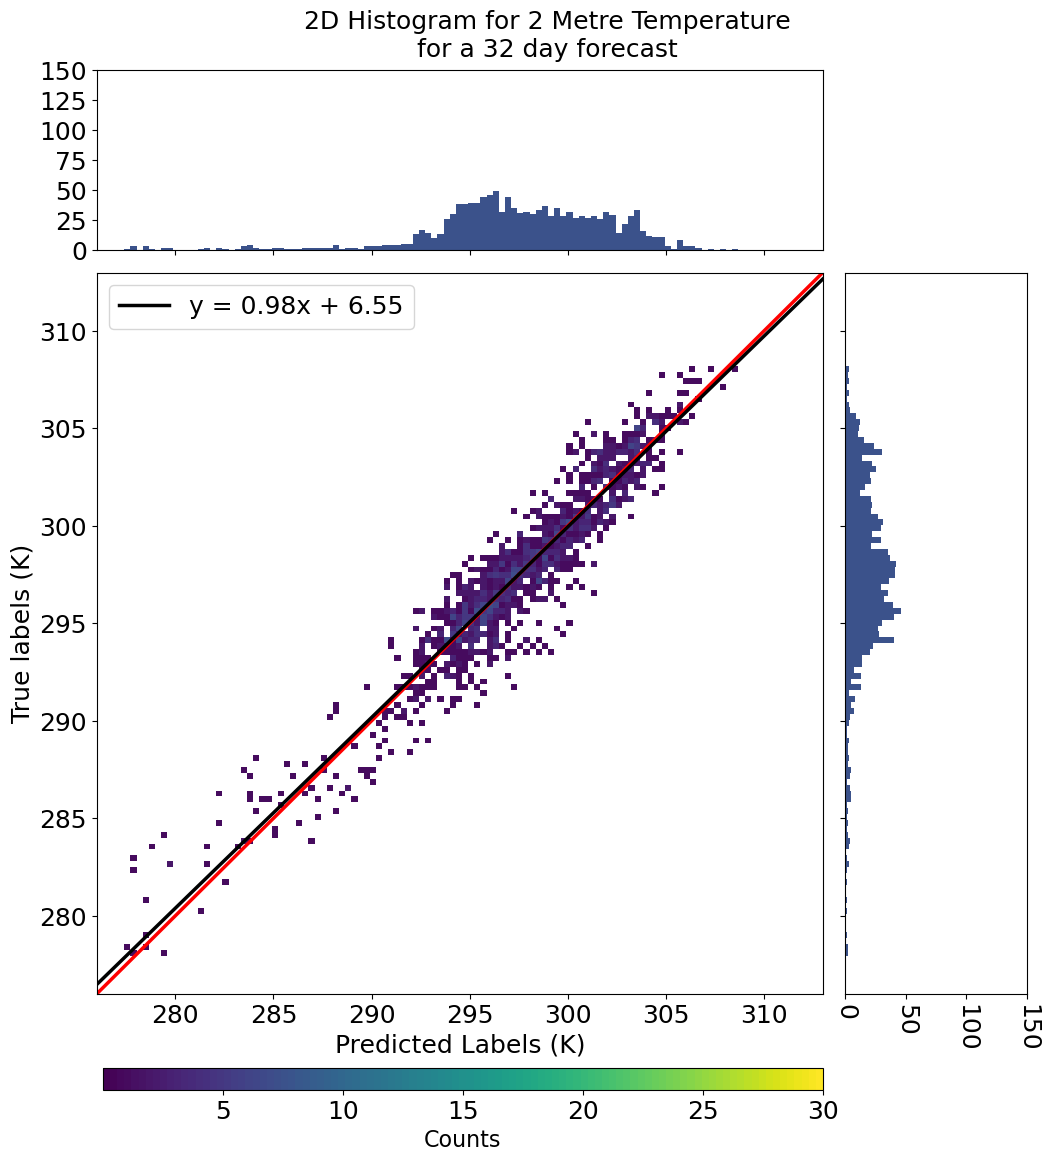 2D Histogram for 2 Metre Temperature
for a 32 day forecast
150
125
100
75
50
25
0
y = 0.98x + 6.55
310
305
300
295
290
285
280
True labels (K)
280 285 290 295 300 305 310
Predicted Labels (K)
0 50 100 150
5 10 15 20 25 30
Counts